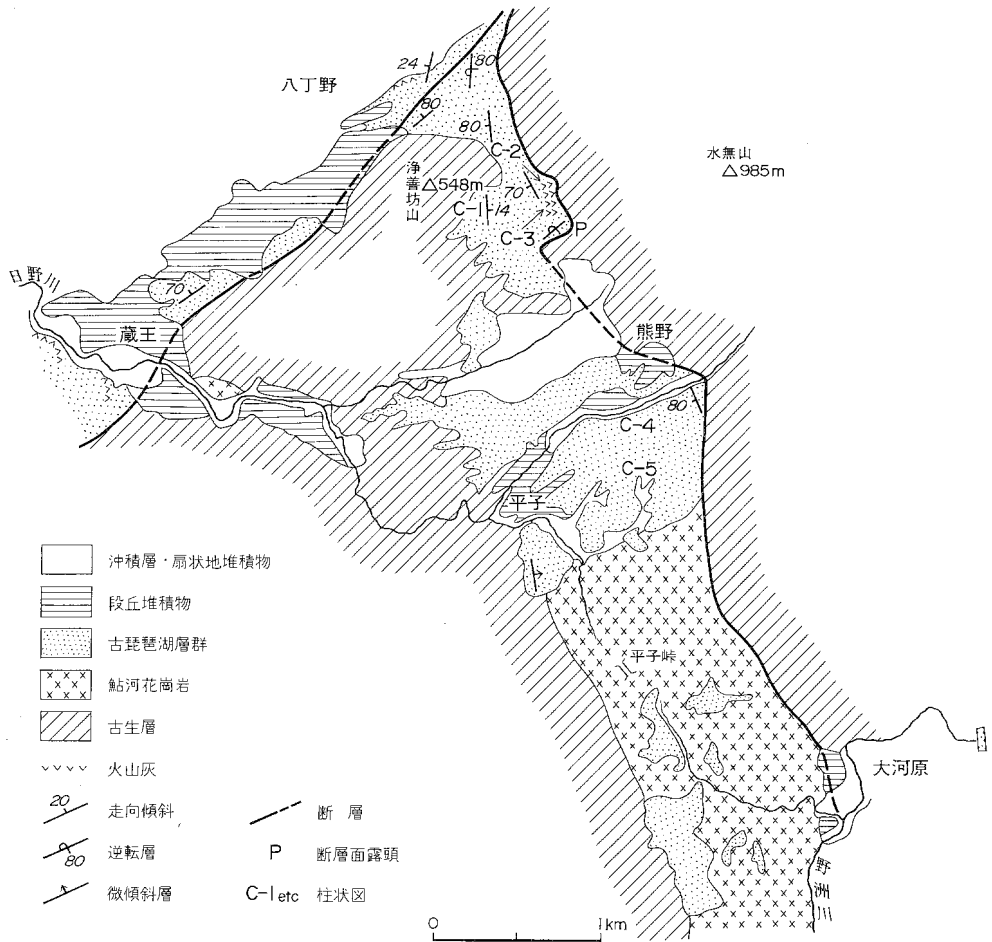 八丁野
24
80
80
80
C-2
水無山
△985m
浄善坊山
△548m
70
C-1
14
C-3
P
日野川
70
蔵王
熊野
80
C-4
C-5
平子
平子峠
大河原
野洲川
沖積層・扇状地堆積物
段丘堆積物
古琵琶湖層群
鮎河花崗岩
古生層
火山灰
20 走向傾斜
80 逆転層
微傾斜層
断層
P 断層面露頭
C-1 etc 柱状図
0 1km